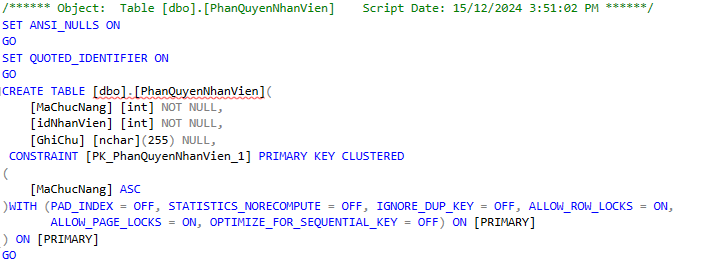 /****** Object:  Table [dbo].[PhanQuyenNhanVien]    Script Date: 15/12/2024 3:51:02 PM ******/
SET ANSI_NULLS ON
GO
SET QUOTED_IDENTIFIER ON
GO
CREATE TABLE [dbo].[PhanQuyenNhanVien](
    [MaChucNang] [int] NOT NULL,
    [idNhanVien] [int] NOT NULL,
    [GhiChu] [nchar](255) NULL,
 CONSTRAINT [PK_PhanQuyenNhanVien_1] PRIMARY KEY CLUSTERED
(
    [MaChucNang] ASC
)WITH (PAD_INDEX = OFF, STATISTICS_NORECOMPUTE = OFF, IGNORE_DUP_KEY = OFF, ALLOW_ROW_LOCKS = ON,
       ALLOW_PAGE_LOCKS = ON, OPTIMIZE_FOR_SEQUENTIAL_KEY = OFF) ON [PRIMARY]
) ON [PRIMARY]
GO